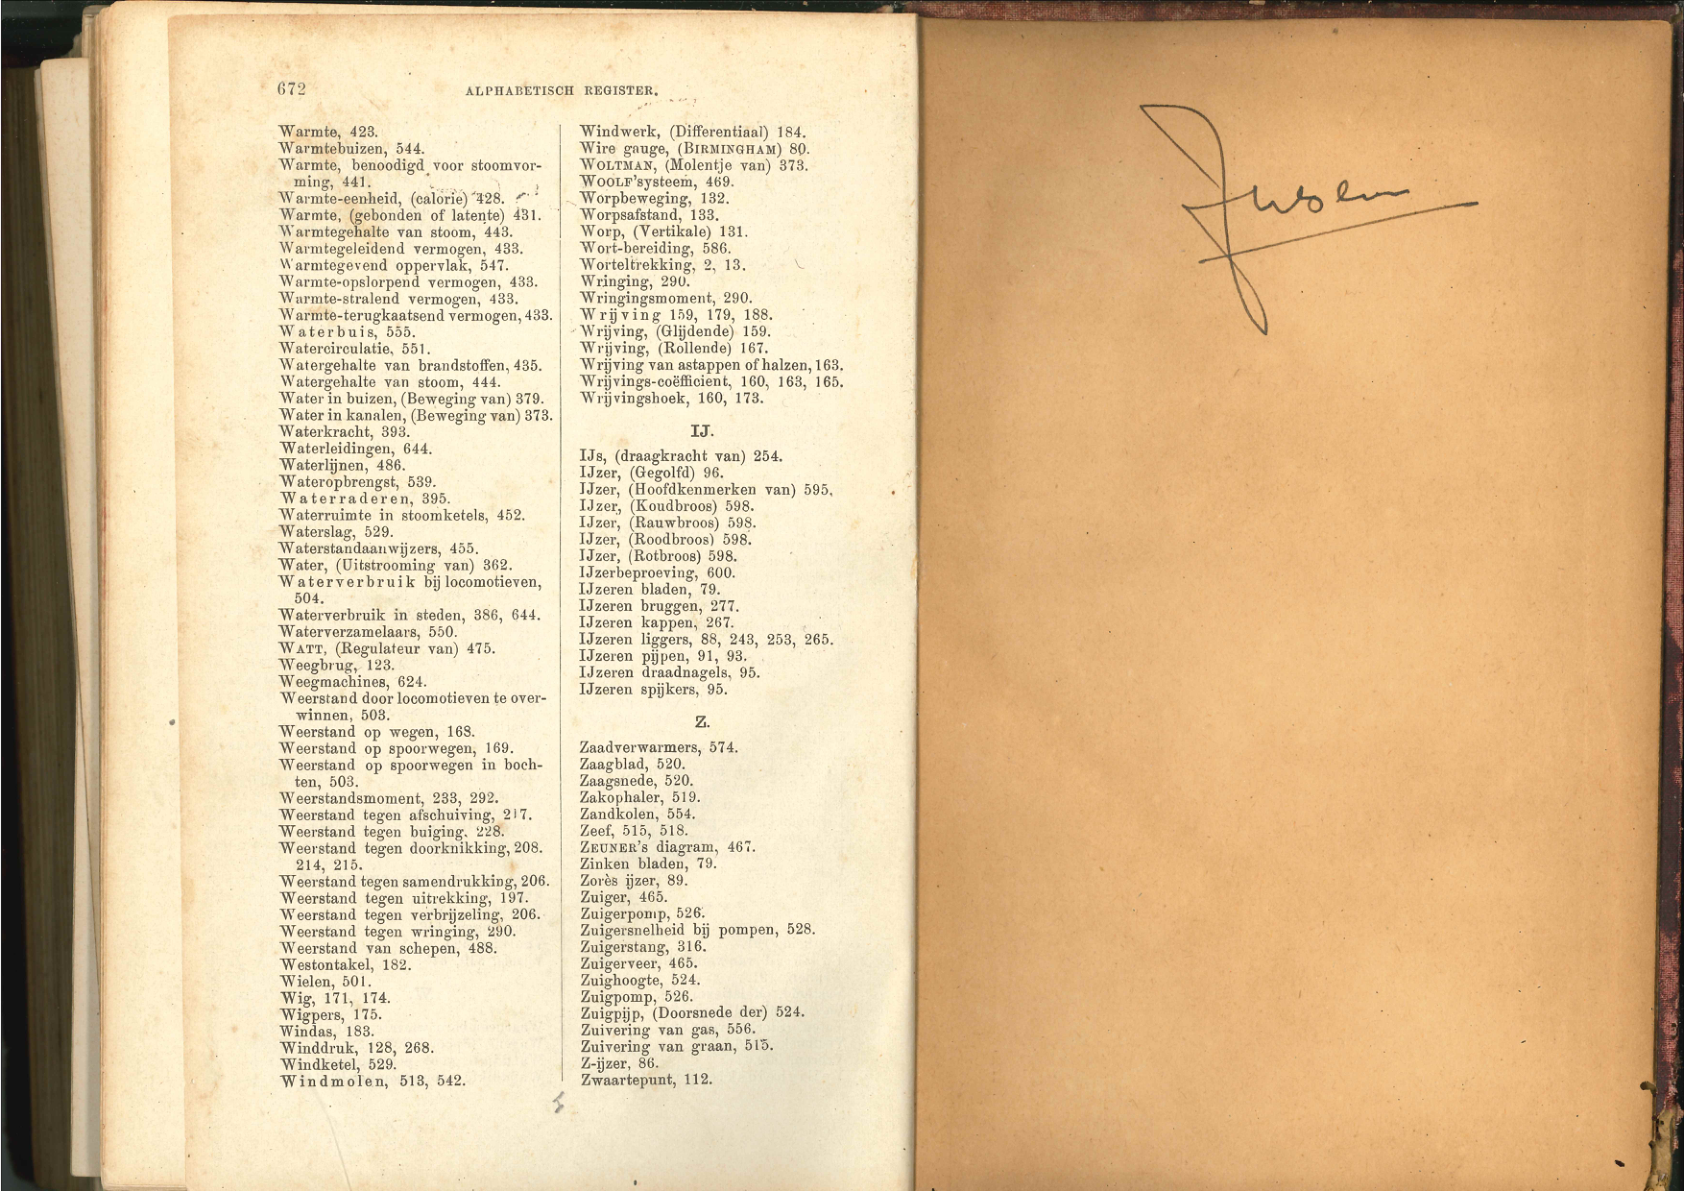 672
ALPHABETISCH REGISTER.
Warmte, 423.
Warmtebuizen, 544.
Warmte, benoodigd voor stoomvor-
ming, 441.
Warmte-eenheid, (calorie) 428.
Warmte, (gebonden of latente) 431.
Warmtegehalte van stoom, 443.
Warmtegeleidend vermogen, 433.
Warmtegevend oppervlak, 547.
Warmte-opslorpend vermogen, 433.
Warmte-stralend vermogen, 433.
Warmte-terugkaatsend vermogen, 433.
Waterbuis, 555.
Watercirculatie, 551.
Watergehalte van brandstoffen, 435.
Watergehalte van stoom, 444.
Water in buizen, (Beweging van) 379.
Water in kanalen, (Beweging van) 373.
Waterkracht, 393.
Waterleidingen, 644.
Waterlijnen, 486.
Wateropbrengst, 539.
Waterraderen, 395.
Waterruimte in stoomketels, 452.
Waterslag, 529.
Waterstandaanwijzers, 455.
Water, (Uitstrooming van) 362.
Waterverbruik bij locomotieven,
504.
Waterverbruik in steden, 386, 644.
Waterverzamelaars, 550.
WATT, (Regulateur van) 475.
Weegbrug, 123.
Weegmachines, 624.
Weerstand door locomotieven te over-
winnen, 503.
Weerstand op wegen, 168.
Weerstand op spoorwegen, 169.
Weerstand op spoorwegen in boch-
ten, 503.
Weerstandsmoment, 233, 292.
Weerstand tegen afschuiving, 217.
Weerstand tegen buiging. 228.
Weerstand tegen doorknikking, 208.
214, 215.
Weerstand tegen samendrukking, 206.
Weerstand tegen uitrekking, 197.
Weerstand tegen verbrijzeling, 206.
Weerstand tegen wringing, 290.
Weerstand van schepen, 488.
Westontakel, 182.
Wielen, 501.
Wig, 171, 174.
Wigpers, 175.
Windas, 183.
Winddruk, 128, 268.
Windketel, 529.
Windmolen, 513, 542.
Windwerk, (Differentiaal) 184.
Wire gauge, (BIRMINGHAM) 80.
WOLTMAN, (Molentje van) 373.
WOOLF'systeem, 469.
Worpbeweging, 132.
Worpsafstand, 133.
Worp, (Vertikale) 131.
Wort-bereiding, 586.
Worteltrekking, 2, 13.
Wringing, 290.
Wringingsmoment, 290.
Wrijving 159, 179, 188.
Wrijving, (Glijdende) 159.
Wrijving, (Rollende) 167.
Wrijving van astappen of halzen, 163.
Wrijvings-coëfficient, 160, 163, 165.
Wrijvingshoek, 160, 173.
IJ.
IJs, (draagkracht van) 254.
IJzer, (Gegolfd) 96.
IJzer, (Hoofdkenmerken van) 595.
IJzer, (Koudbroos) 598.
IJzer, (Rauwbroos) 598.
IJzer, (Roodbroos) 598.
IJzer, (Rotbroos) 598.
IJzerbeproeving, 600.
IJzeren bladen, 79.
IJzeren bruggen, 277.
IJzeren kappen, 267.
IJzeren liggers, 88, 243, 253, 265.
IJzeren pijpen, 91, 93.
IJzeren draadnagels, 95.
IJzeren spijkers, 95.
Z.
Zaadverwarmers, 574.
Zaagblad, 520.
Zaagsnede, 520.
Zakophaler, 519.
Zandkolen, 554.
Zeef, 515, 518.
ZEUNER's diagram, 467.
Zinken bladen, 79.
Zorès ijzer, 89.
Zuiger, 465.
Zuigerpomp, 526.
Zuigersnelheid bij pompen, 528.
Zuigerstang, 316.
Zuigerveer, 465.
Zuighoogte, 524.
Zuigpomp, 526.
Zuigpijp, (Doorsnede der) 524.
Zuivering van gas, 556.
Zuivering van graan, 515.
Z-ijzer, 86.
Zwaartepunt, 112.